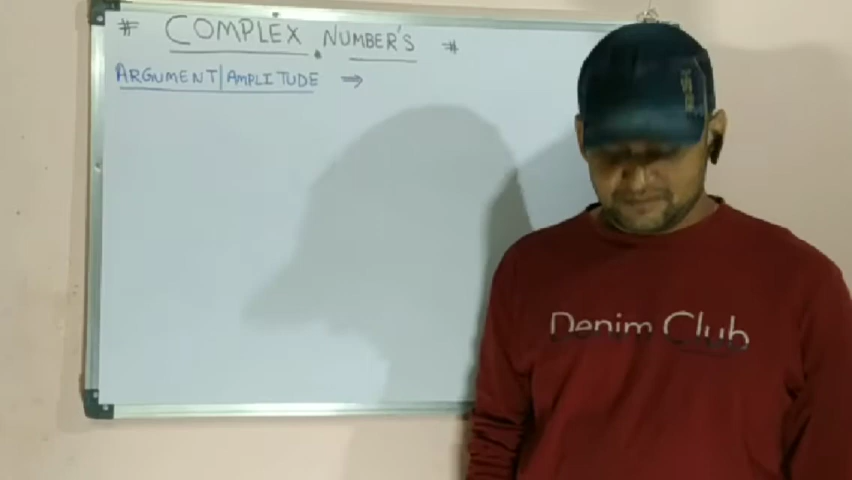 # COMPLEX NUMBER'S #
ARGUMENT|AMPLITUDE ⇒
Denim Club